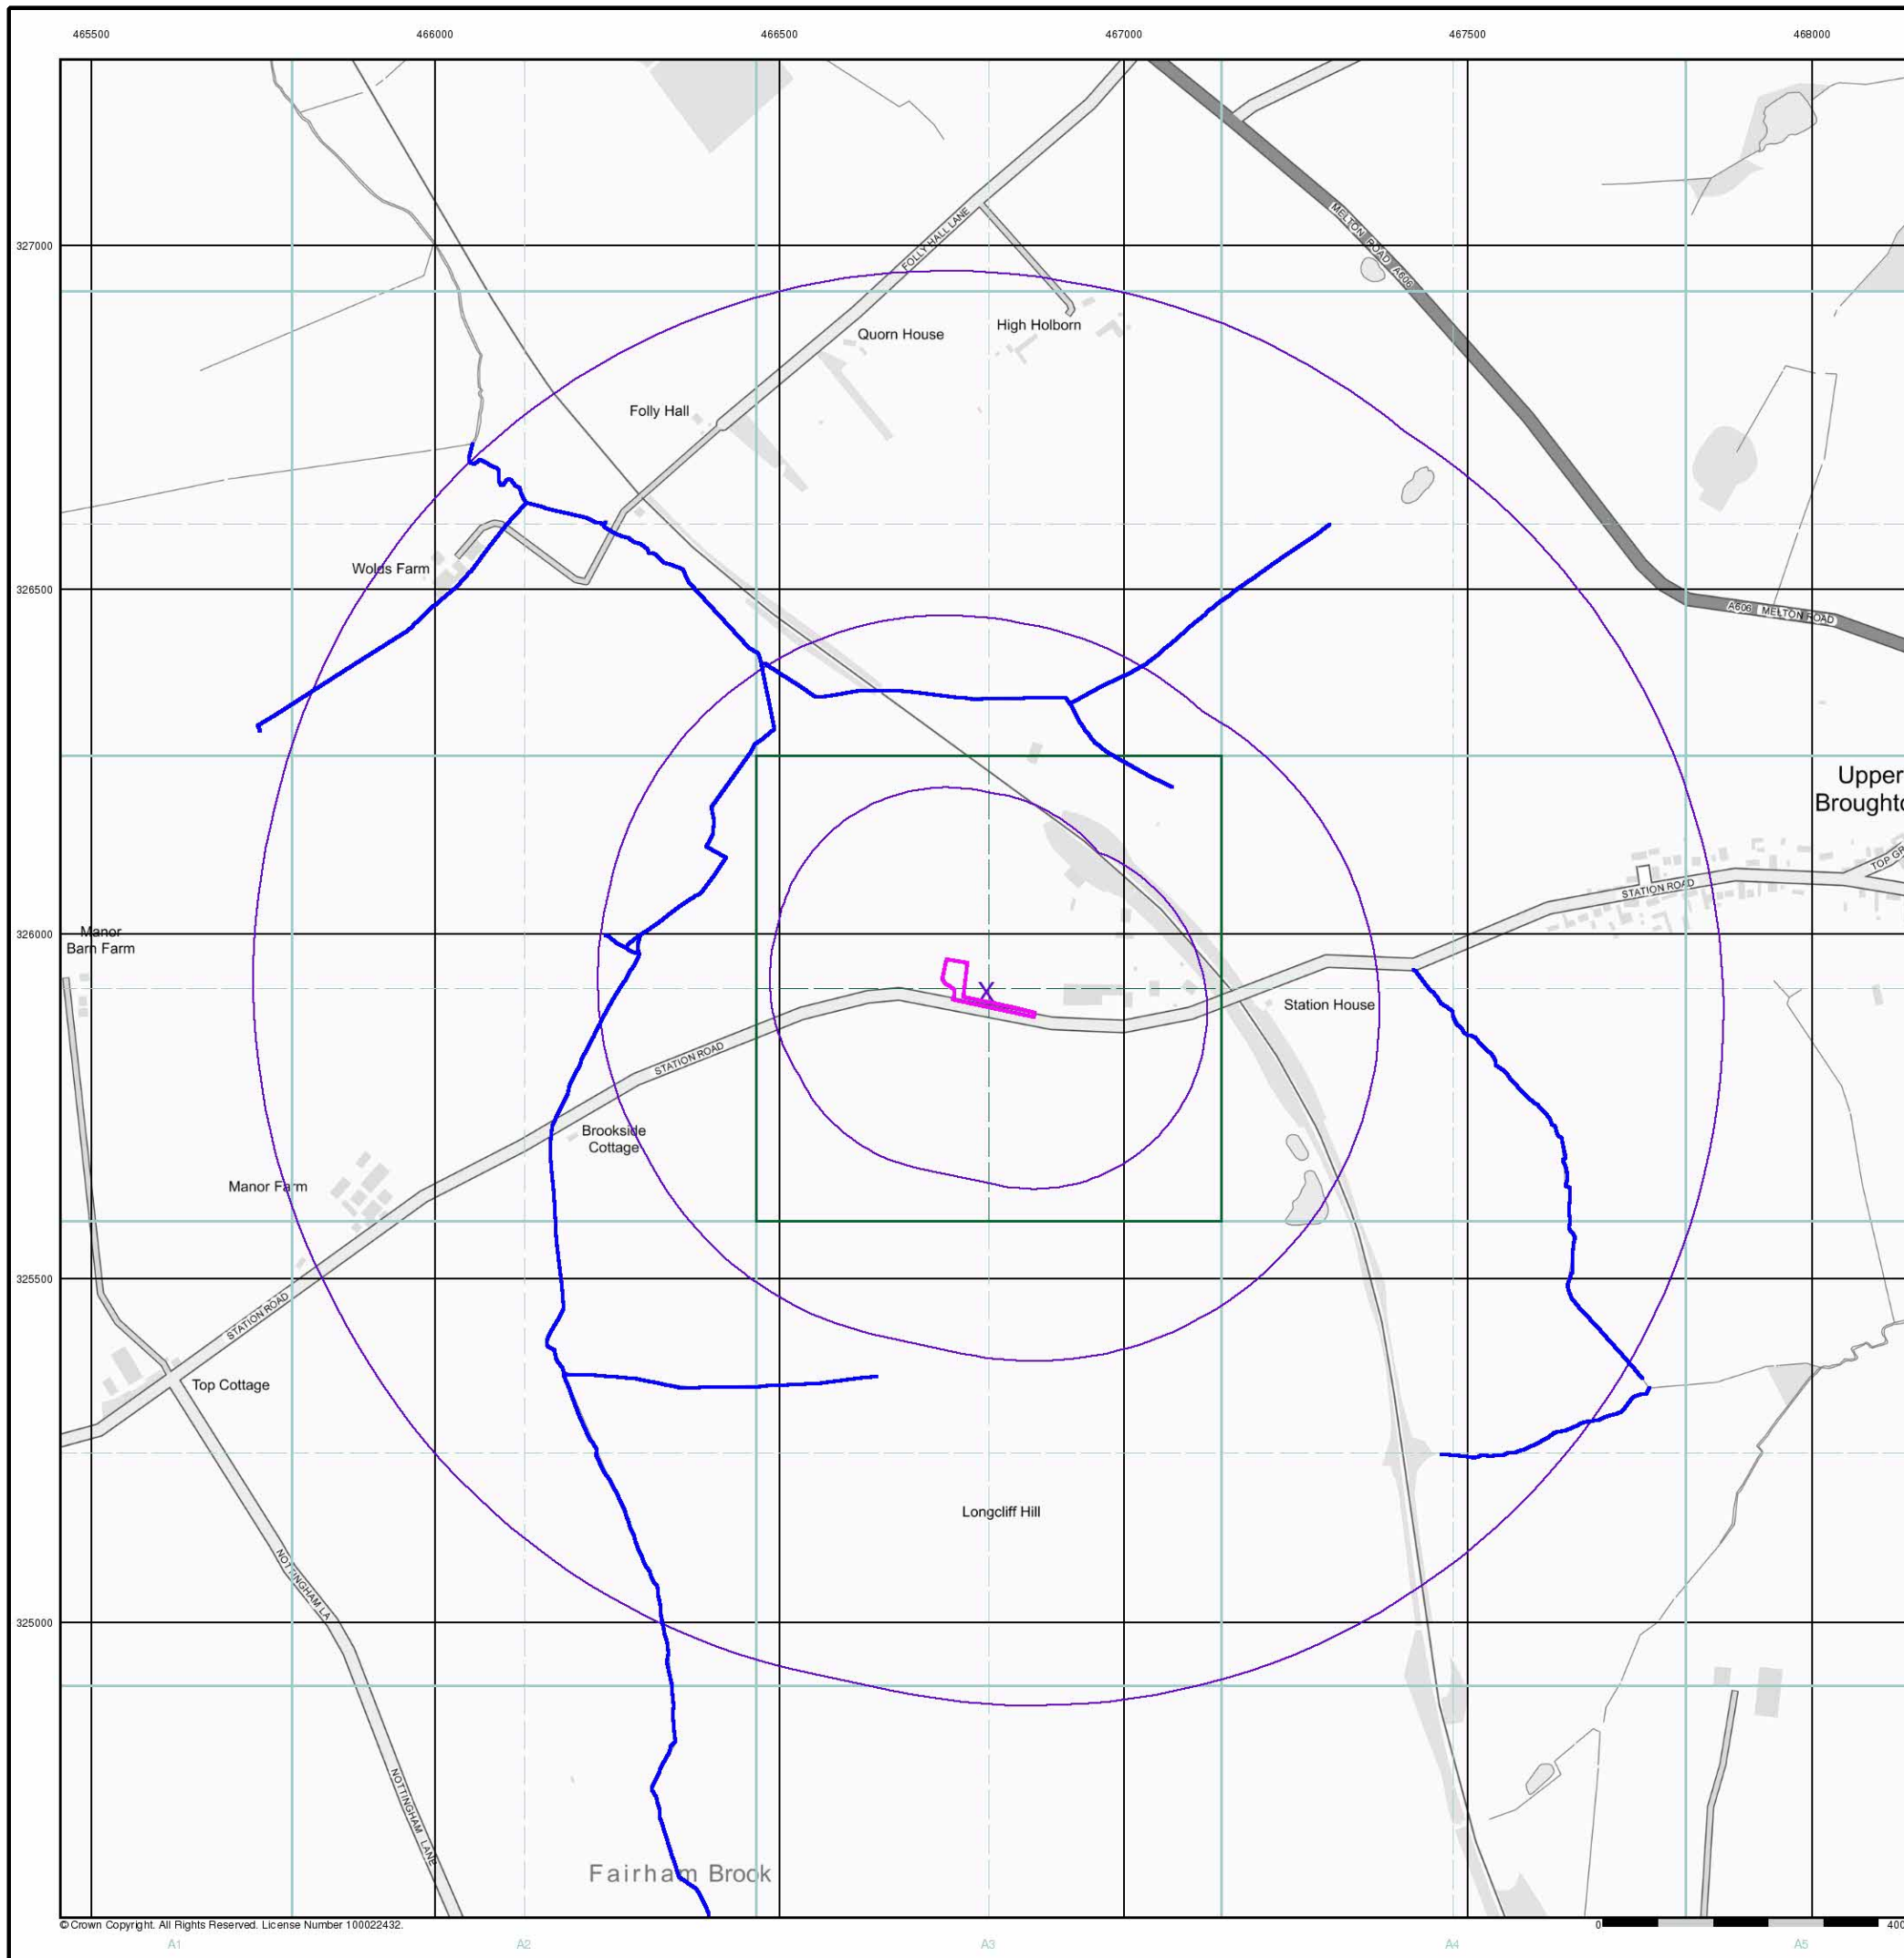 465500
466000
466500
467000
467500
468000
MELTON ROAD A606
327000
FOLLY HALL LANE
High Holborn
Quorn House
Folly Hall
Wolds Farm
326500
A606 MELTON ROAD
Upper
STATION ROAD
326000
Manor
Barn Farm
X
Station House
STATION ROAD
Brookside
Cottage
Manor Farm
325500
STATION ROAD
Top Cottage
Longcliff Hill
NOTTINGHAM LA
325000
NOTTINGHAM LANE
Fairham Brook
© Crown Copyright. All Rights Reserved. License Number 100022432.
0
A1
A2
A3
A4
A5